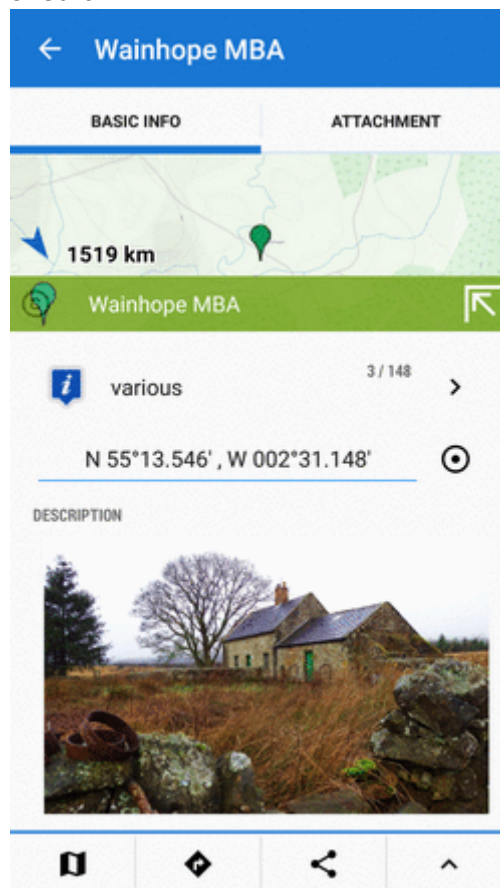 Wainhope MBA
BASIC INFO
ATTACHMENT
1519 km
Wainhope MBA
various
3 / 148
N 55°13.546' , W 002°31.148'
DESCRIPTION